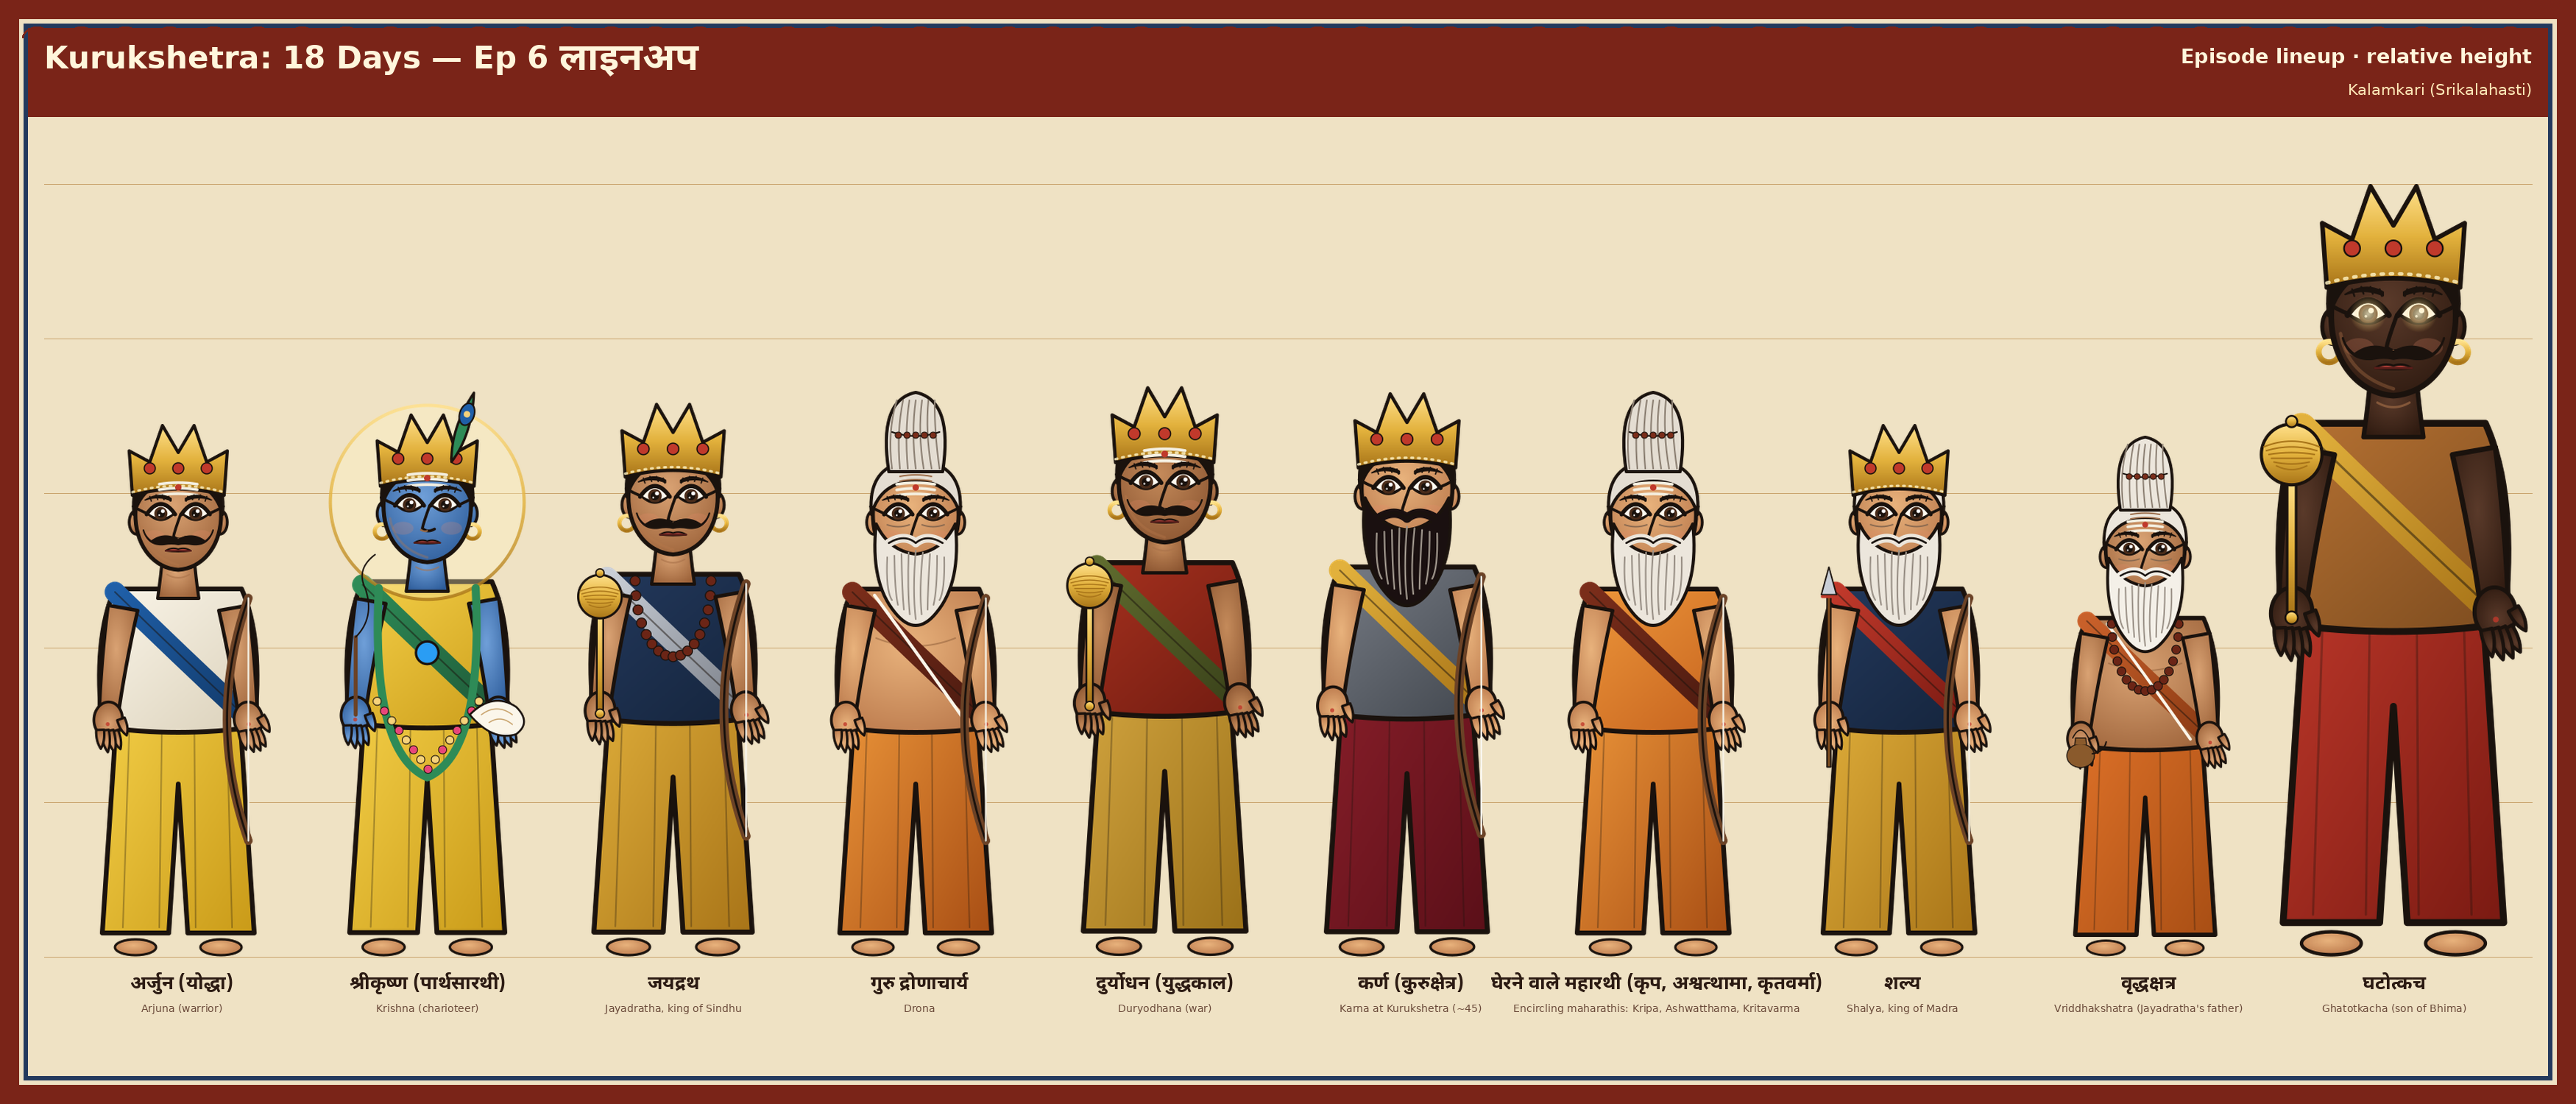 Kurukshetra: 18 Days — Ep 6 लाइनअप
Episode lineup · relative height
Kalamkari (Srikalahasti)
अर्जुन (योद्धा)
Arjuna (warrior)
श्रीकृष्ण (पार्थसारथी)
Krishna (charioteer)
जयद्रथ
Jayadratha, king of Sindhu
गुरु द्रोणाचार्य
Drona
दुर्योधन (युद्धकाल)
Duryodhana (war)
कर्ण (कुरुक्षेत्र)
Karna at Kurukshetra (~45)
घेरने वाले महारथी (कृप, अश्वत्थामा, कृतवर्मा)
Encircling maharathis: Kripa, Ashwatthama, Kritavarma
शल्य
Shalya, king of Madra
वृद्धक्षत्र
Vriddhakshatra (Jayadratha's father)
घटोत्कच
Ghatotkacha (son of Bhima)